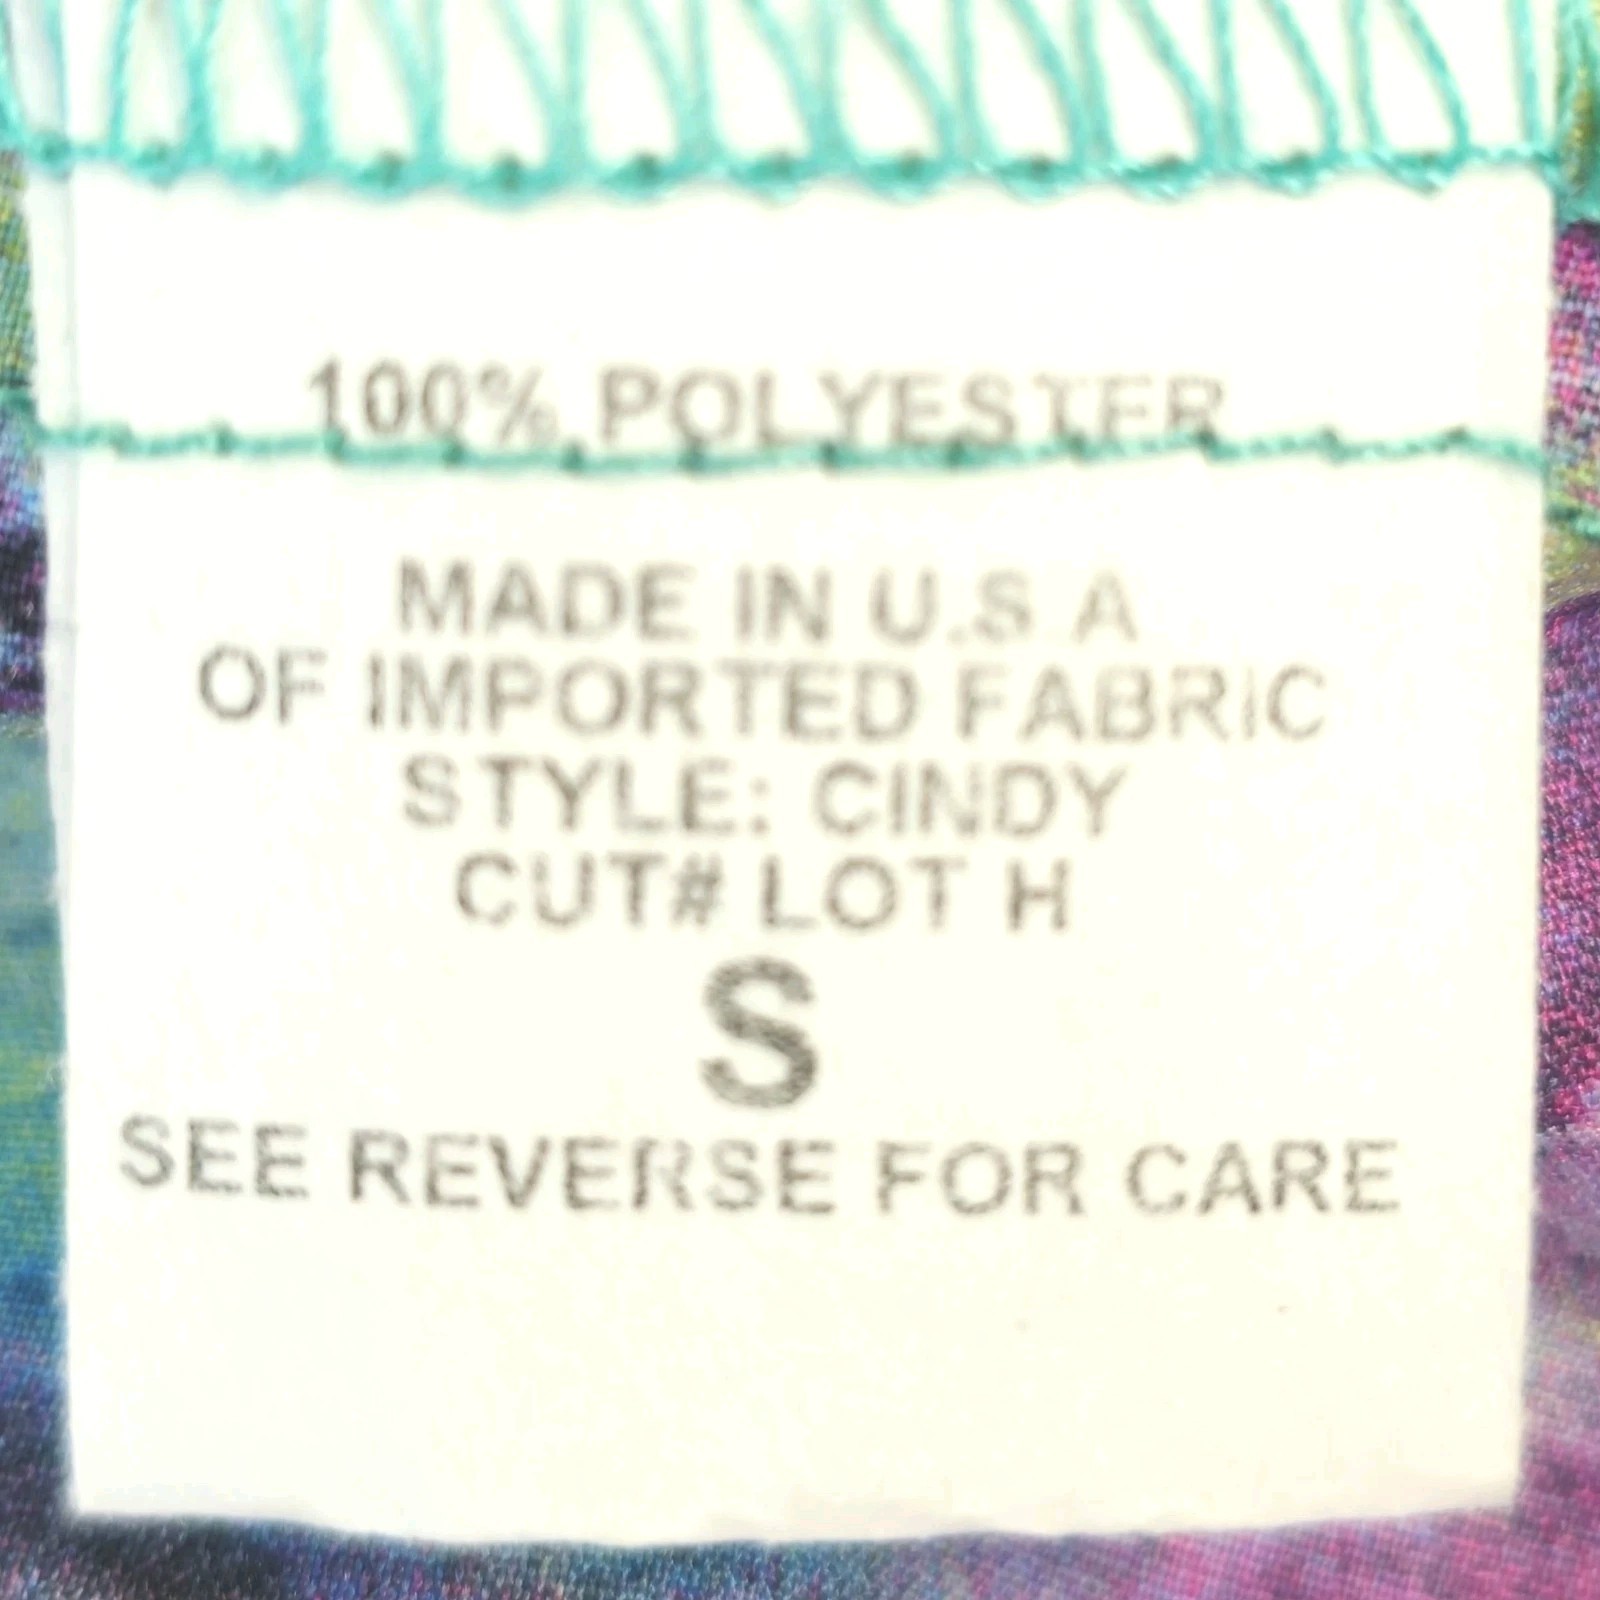 100% POLYESTER
MADE IN U.S.A
OF IMPORTED FABRIC
STYLE: CINDY
CUT# LOT H
S
SEE REVERSE FOR CARE